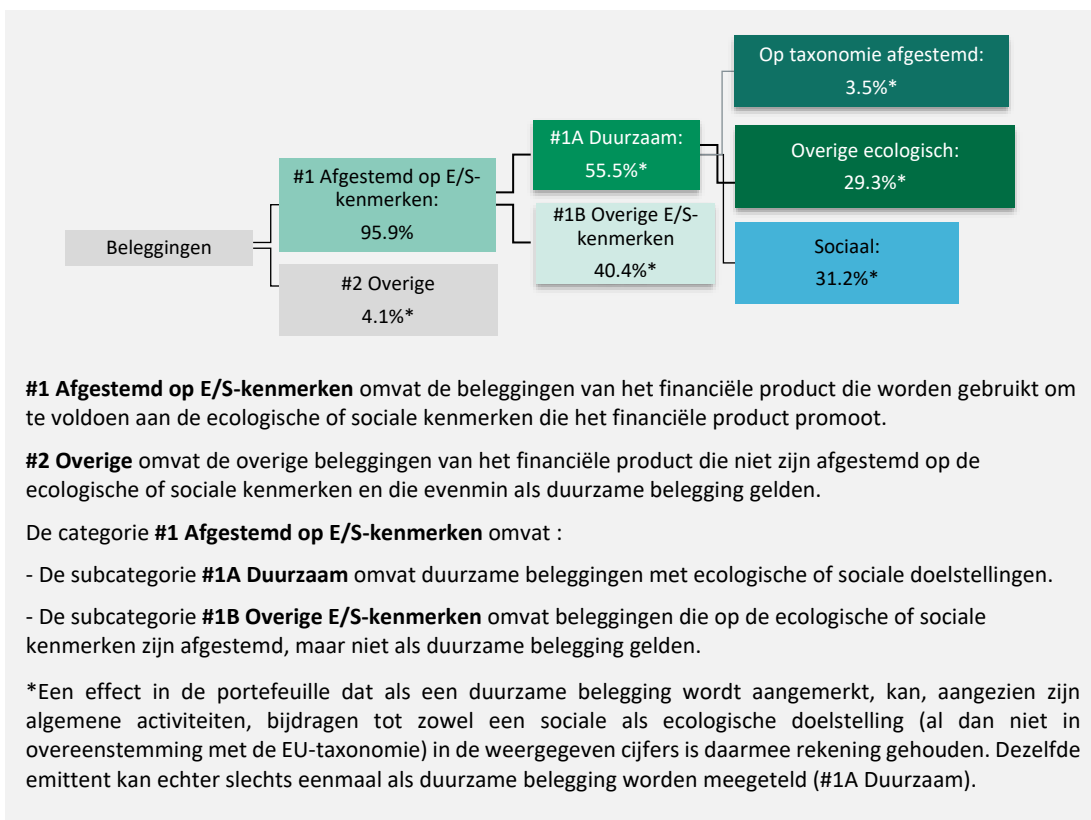 Beleggingen
#1 Afgestemd op E/S-
kenmerken:
95.9%
#2 Overige
4.1%*
#1A Duurzaam:
55.5%*
#1B Overige E/S-
kenmerken
40.4%*
Op taxonomie afgestemd:
3.5%*
Overige ecologisch:
29.3%*
Sociaal:
31.2%*
#1 Afgestemd op E/S-kenmerken omvat de beleggingen van het financiële product die worden gebruikt om
te voldoen aan de ecologische of sociale kenmerken die het financiële product promoot.
#2 Overige omvat de overige beleggingen van het financiële product die niet zijn afgestemd op de
ecologische of sociale kenmerken en die evenmin als duurzame belegging gelden.
De categorie #1 Afgestemd op E/S-kenmerken omvat :
- De subcategorie #1A Duurzaam omvat duurzame beleggingen met ecologische of sociale doelstellingen.
- De subcategorie #1B Overige E/S-kenmerken omvat beleggingen die op de ecologische of sociale
kenmerken zijn afgestemd, maar niet als duurzame belegging gelden.
*Een effect in de portefeuille dat als een duurzame belegging wordt aangemerkt, kan, aangezien zijn
algemene activiteiten, bijdragen tot zowel een sociale als ecologische doelstelling (al dan niet in
overeenstemming met de EU-taxonomie) in de weergegeven cijfers is daarmee rekening gehouden. Dezelfde
emittent kan echter slechts eenmaal als duurzame belegging worden meegeteld (#1A Duurzaam).